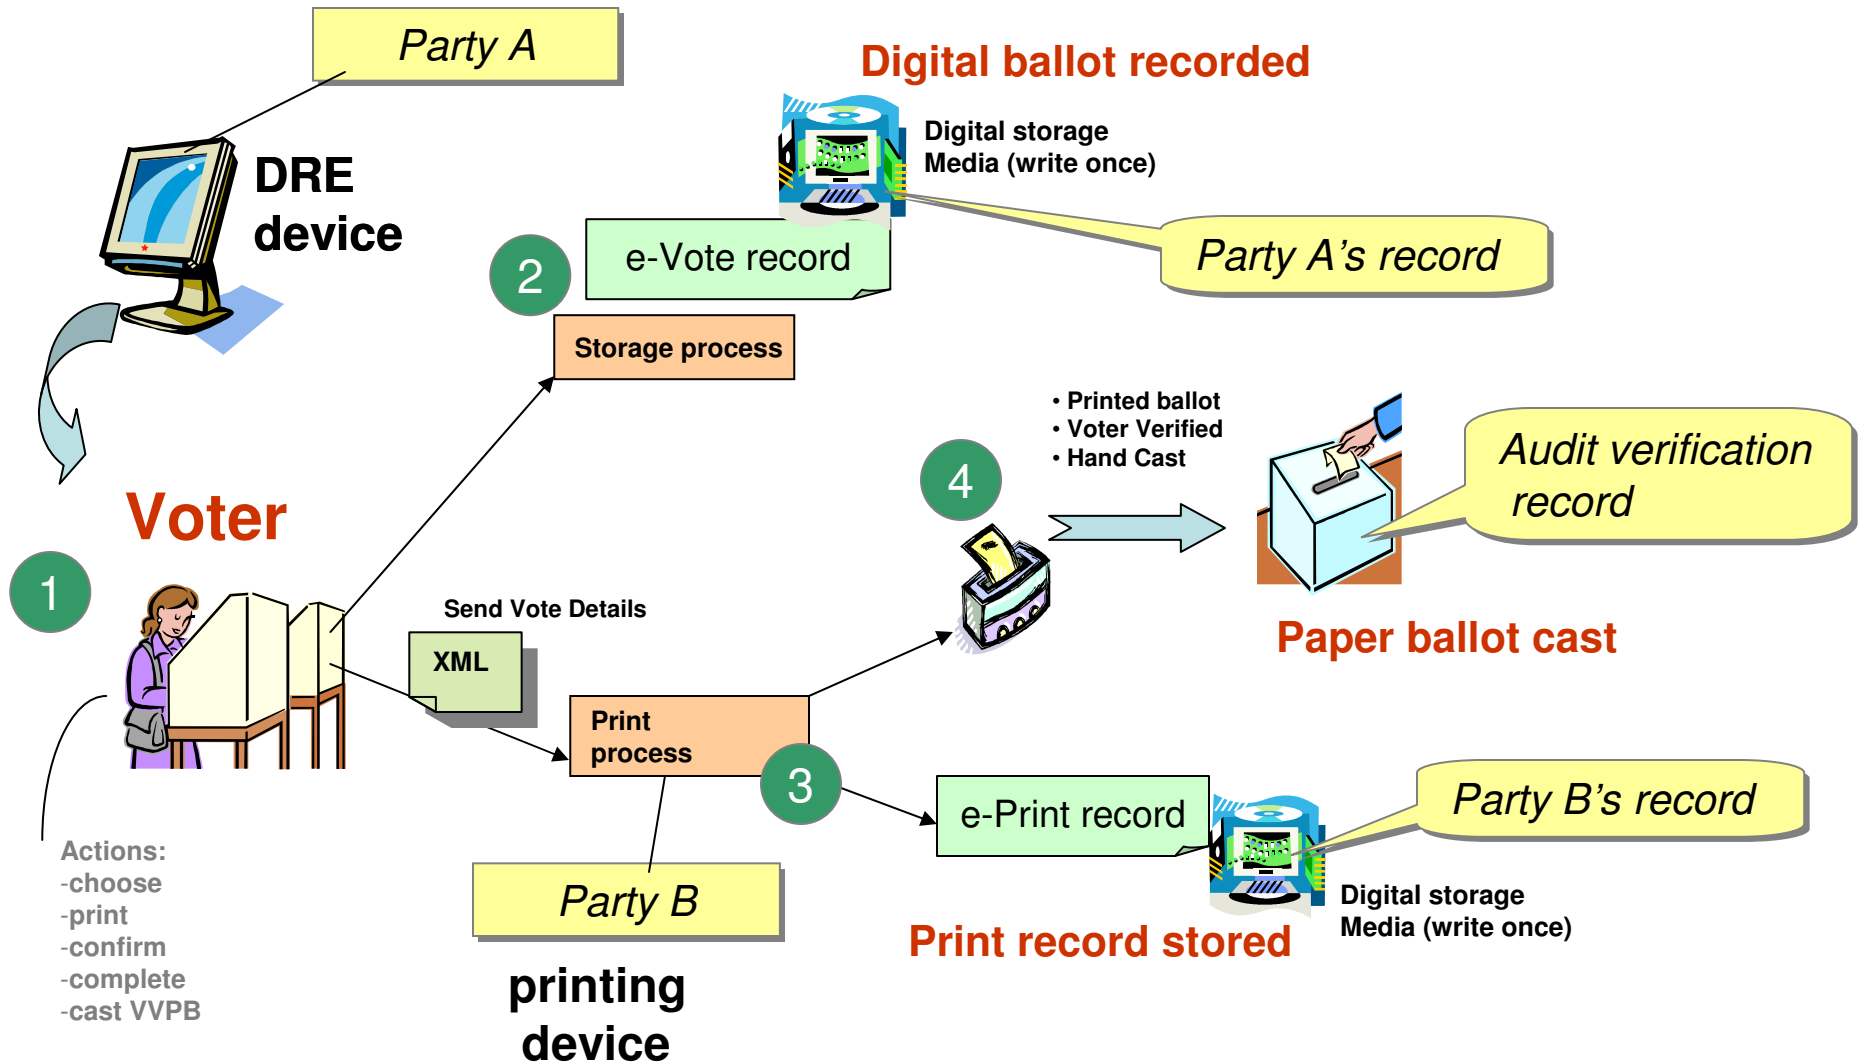 Party A
Digital ballot recorded
Digital storage
Media (write once)
DRE
device
2
e-Vote record
Party A's record
Storage process
• Printed ballot
• Voter Verified
• Hand Cast
4
Audit verification
record
Voter
1
Send Vote Details
XML
Paper ballot cast
Print
process
3
e-Print record
Party B's record
Actions:
-choose
-print
-confirm
-complete
-cast VVPB
Party B
Digital storage
Media (write once)
Print record stored
printing
device